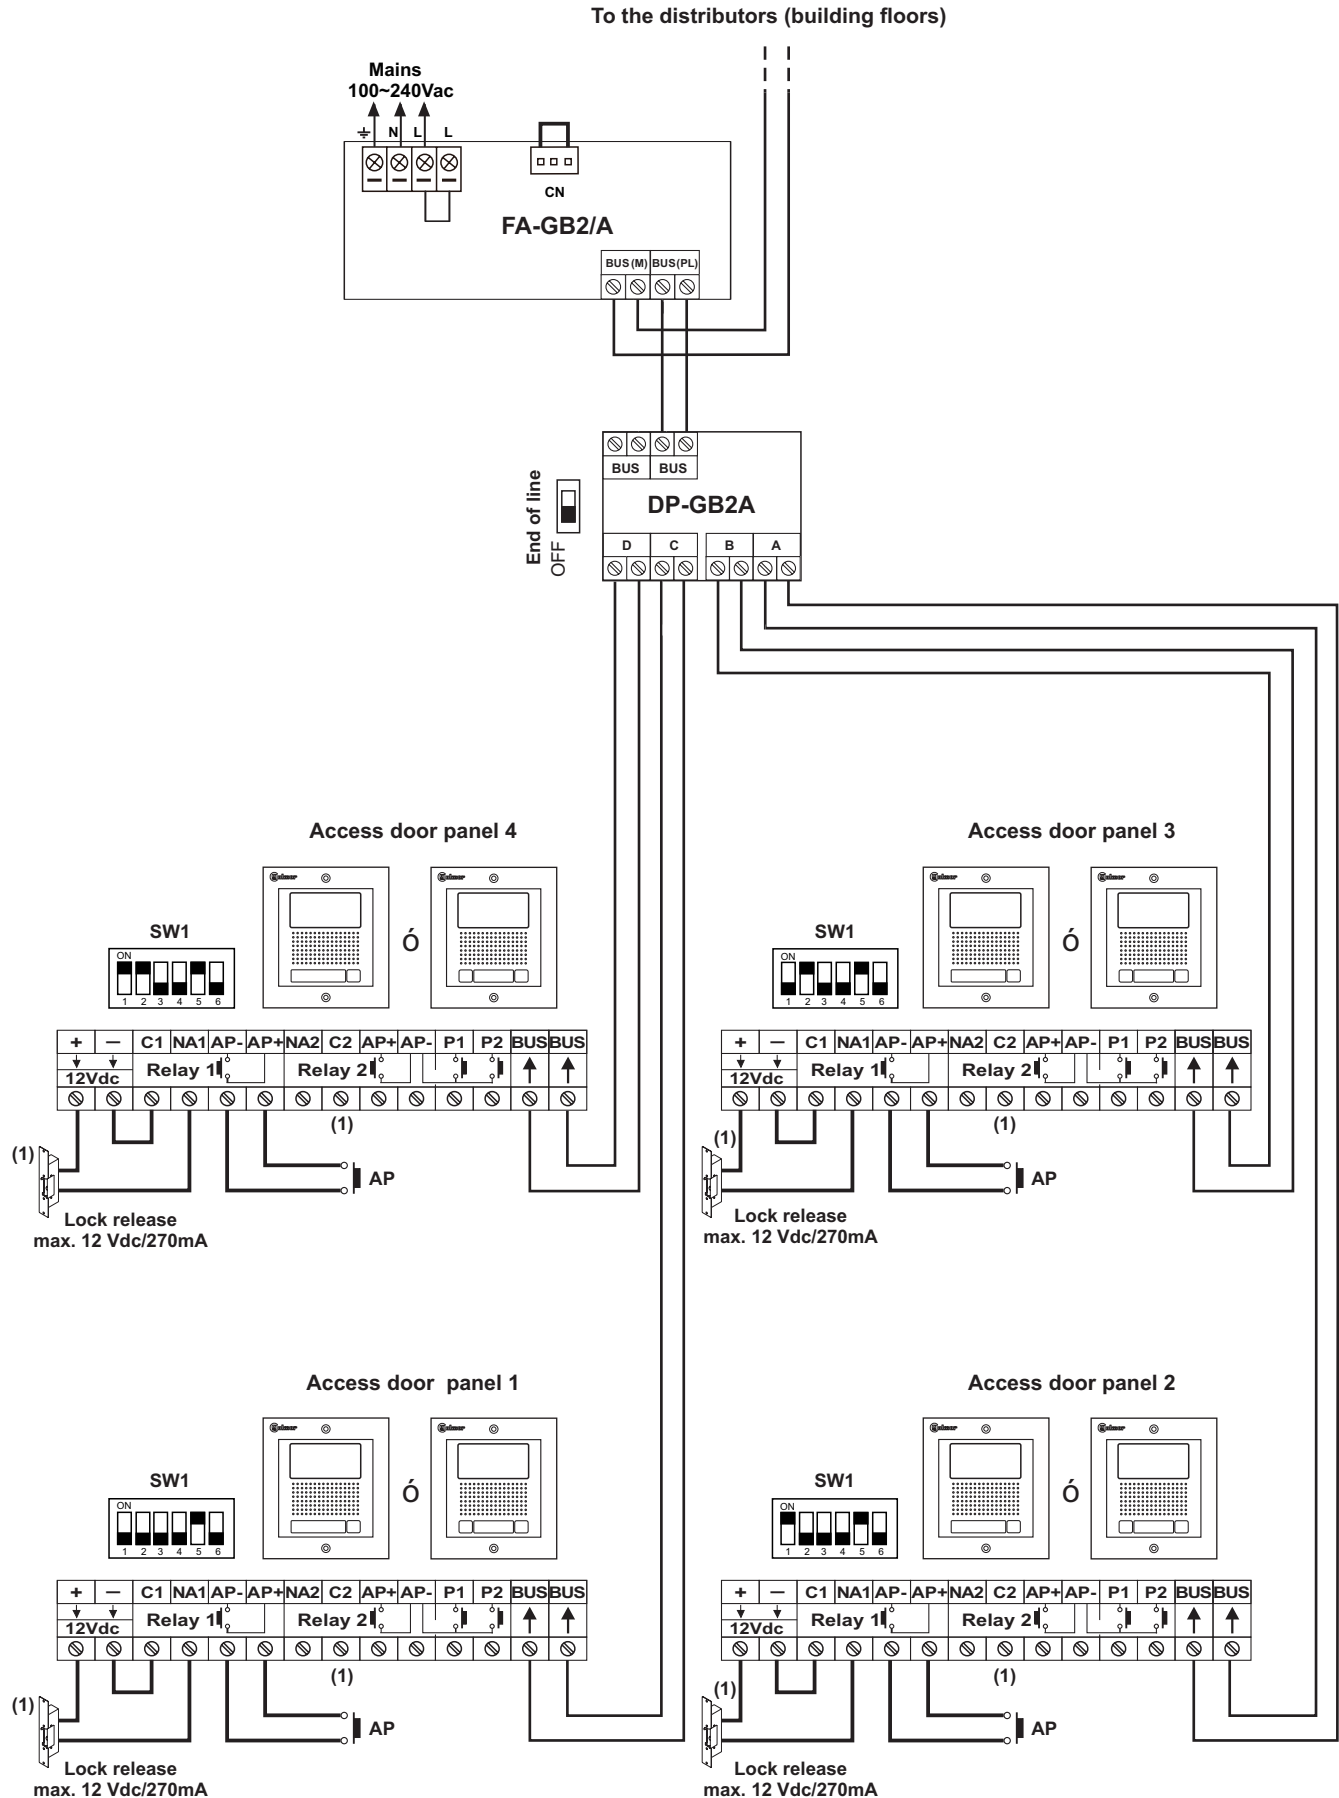 To the distributors (building floors)
Mains
100~240Vac
N L L
CN
FA-GB2/A
BUS(M) BUS(PL)
BUS BUS
DP-GB2A
End of line
OFF
D C B A
Access door panel 4
SW1
ON
1 2 3 4 5 6
Ó
+ — C1 NA1 AP- AP+ NA2 C2 AP+ AP- P1 P2 BUS BUS
12Vdc Relay 1 Relay 2
(1)
(1)
AP
Lock release
max. 12 Vdc/270mA
Access door panel 3
SW1
ON
1 2 3 4 5 6
Ó
+ — C1 NA1 AP- AP+ NA2 C2 AP+ AP- P1 P2 BUS BUS
12Vdc Relay 1 Relay 2
(1)
(1)
AP
Lock release
max. 12 Vdc/270mA
Access door panel 1
SW1
ON
1 2 3 4 5 6
Ó
+ — C1 NA1 AP- AP+ NA2 C2 AP+ AP- P1 P2 BUS BUS
12Vdc Relay 1 Relay 2
(1)
(1)
AP
Lock release
max. 12 Vdc/270mA
Access door panel 2
SW1
ON
1 2 3 4 5 6
Ó
+ — C1 NA1 AP- AP+ NA2 C2 AP+ AP- P1 P2 BUS BUS
12Vdc Relay 1 Relay 2
(1)
(1)
AP
Lock release
max. 12 Vdc/270mA